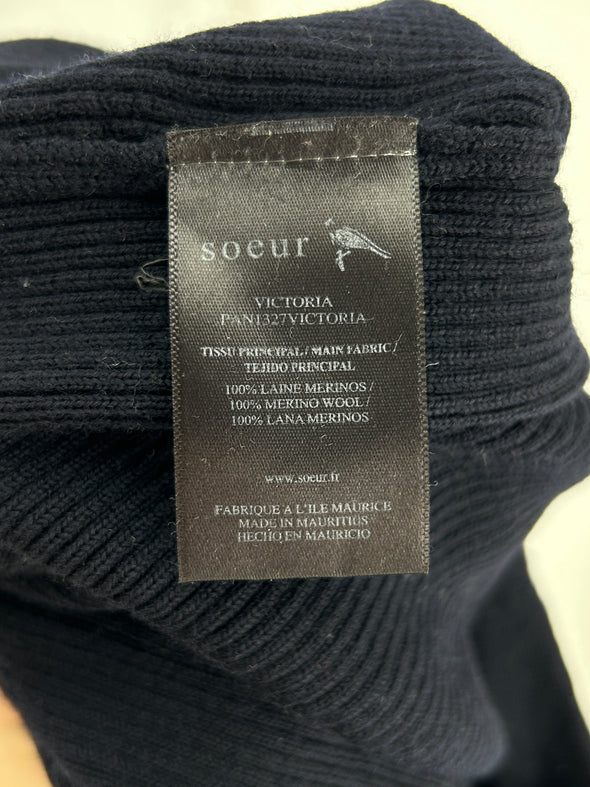 soeur
VICTORIA
PAN1327VICTORIA
TISSU PRINCIPAL / MAIN FABRIC /
TEJIDO PRINCIPAL
100% LAINE MERINOS /
100% MERINO WOOL /
100% LANA MERINOS
www.soeur.fr
FABRIQUE A L'ILE MAURICE
MADE IN MAURITIUS
HECHO EN MAURICIO